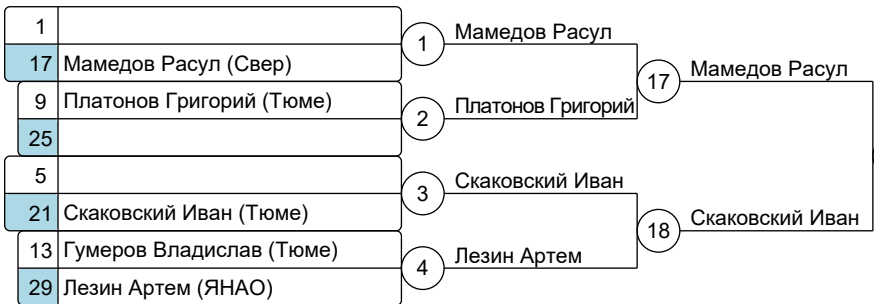 1
17 Мамедов Расул (Свер)
9 Платонов Григорий (Тюме)
25
5
21 Скаковский Иван (Тюме)
13 Гумеров Владислав (Тюме)
29 Лезин Артем (ЯНАО)
1 Мамедов Расул
2 Платонов Григорий
3 Скаковский Иван
4 Лезин Артем
17 Мамедов Расул
18 Скаковский Иван